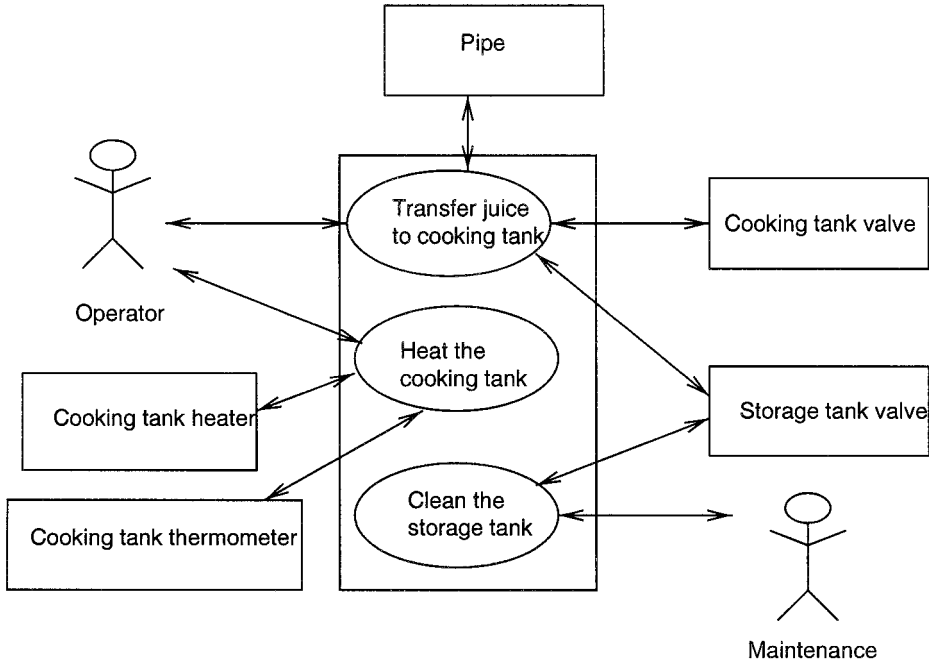 Pipe
Transfer juice
to cooking tank
Cooking tank valve
Operator
Heat the
cooking tank
Cooking tank heater
Storage tank valve
Clean the
storage tank
Cooking tank thermometer
Maintenance